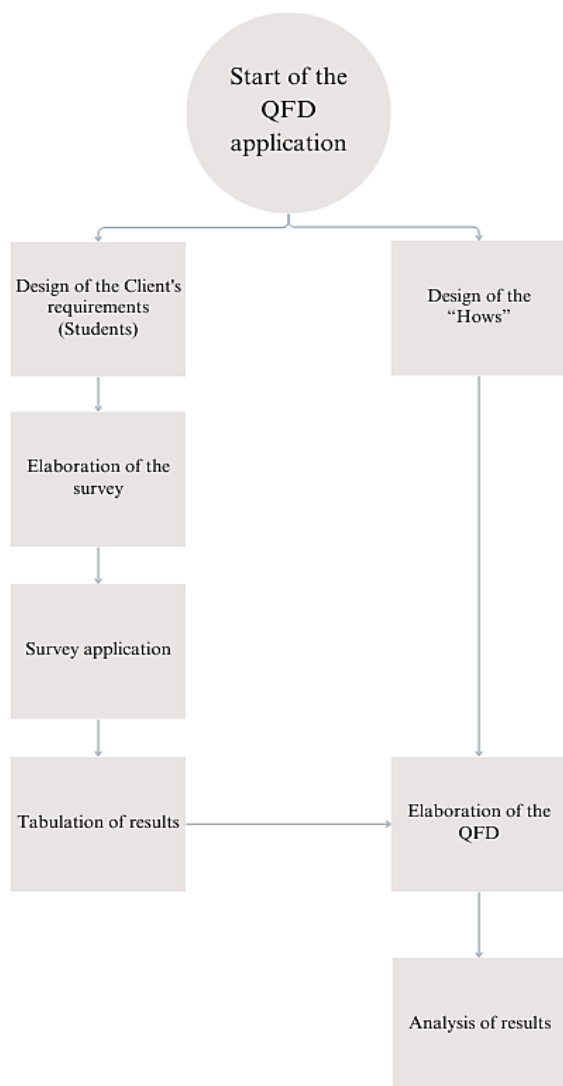 Start of the
QFD
application
Design of the Client's
requirements
(Students)
Design of the
“Hows”
Elaboration of the
survey
Survey application
Tabulation of results
Elaboration of the
QFD
Analysis of results